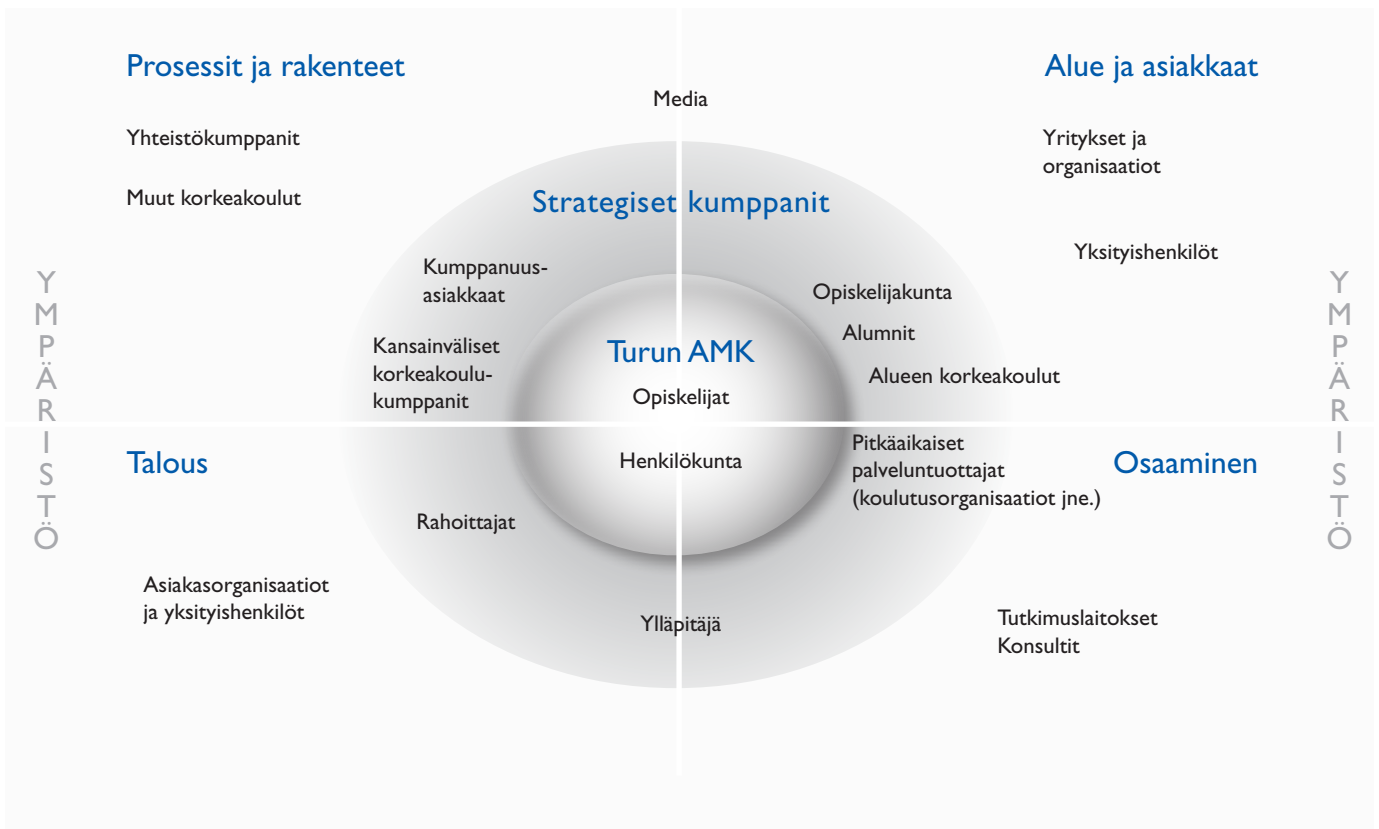 Prosessit ja rakenteet
Alue ja asiakkaat
Media
Yhteistökumppanit
Yritykset ja
organisaatiot
Muut korkeakoulut
Strategiset kumppanit
Yksityishenkilöt
Kumppanuus-
asiakkaat
Opiskelijakunta
Alumnit
Kansainväliset
korkeakoulu-
kumppanit
Turun AMK
Alueen korkeakoulut
Opiskelijat
YMPÄRISTÖ
YMPÄRISTÖ
Talous
Henkilökunta
Pitkäaikaiset
palveluntuottajat
(koulutusorganisaatiot jne.)
Osaaminen
Rahoittajat
Asiakasorganisaatiot
ja yksityishenkilöt
Ylläpitäjä
Tutkimuslaitokset
Konsultit